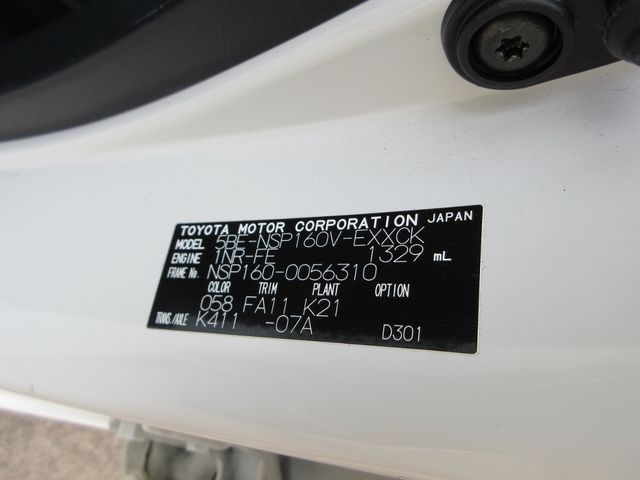 TOYOTA MOTOR CORPORATION JAPAN
MODEL 5BE-NSP160V-EXXCK
ENGINE 1NR-FE 1329 mL
FRAME No. NSP160-0056310
COLOR TRIM PLANT OPTION
058 FA11 K21
TRANS./AXLE K411 -07A D301